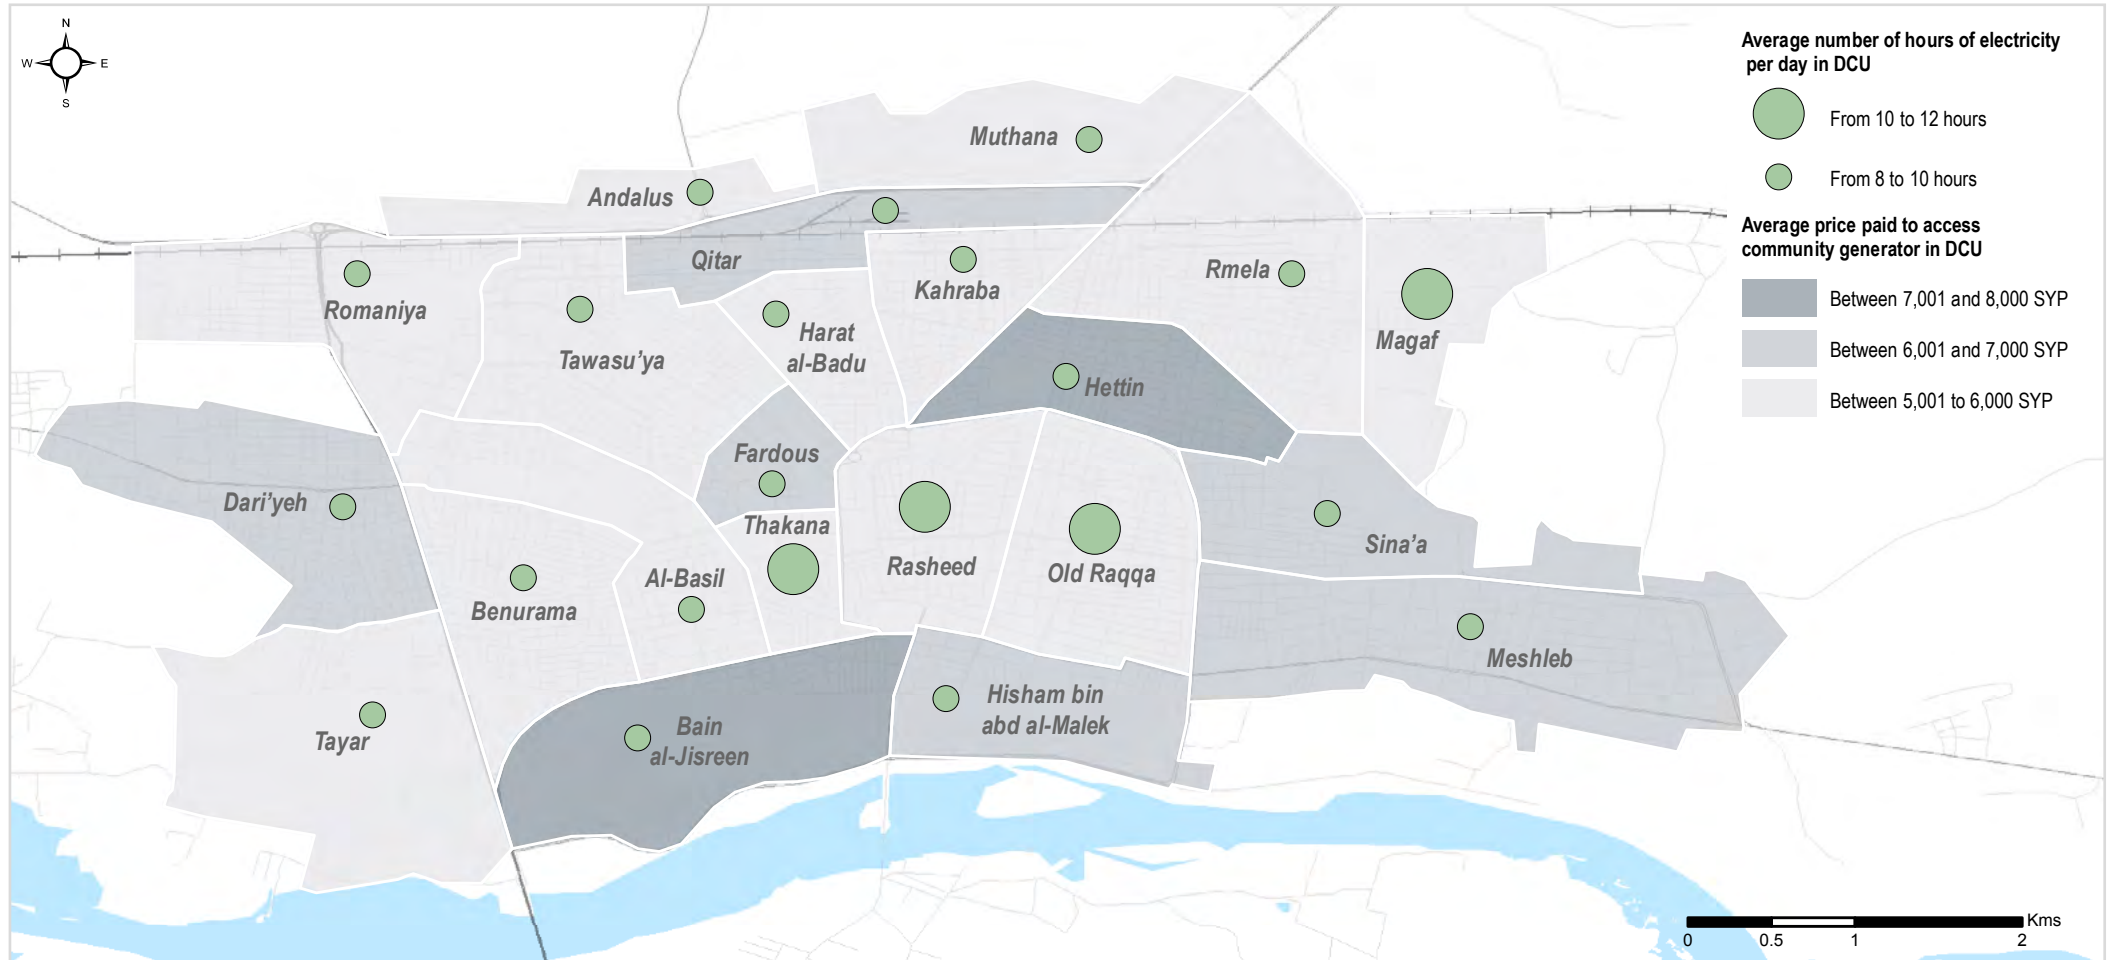 N
W
E
S
Average number of hours of electricity
per day in DCU
From 10 to 12 hours
From 8 to 10 hours
Average price paid to access
community generator in DCU
Between 7,001 and 8,000 SYP
Between 6,001 and 7,000 SYP
Between 5,001 to 6,000 SYP
Muthana
Andalus
Qitar
Kahraba
Rmela
Romaniya
Magaf
Harat
al-Badu
Tawasu'ya
Hettin
Fardous
Dari'yeh
Thakana
Sina'a
Rasheed
Old Raqqa
Al-Basil
Benurama
Meshleb
Hisham bin
abd al-Malek
Bain
al-Jisreen
Tayar
Kms
0
0.5
1
2